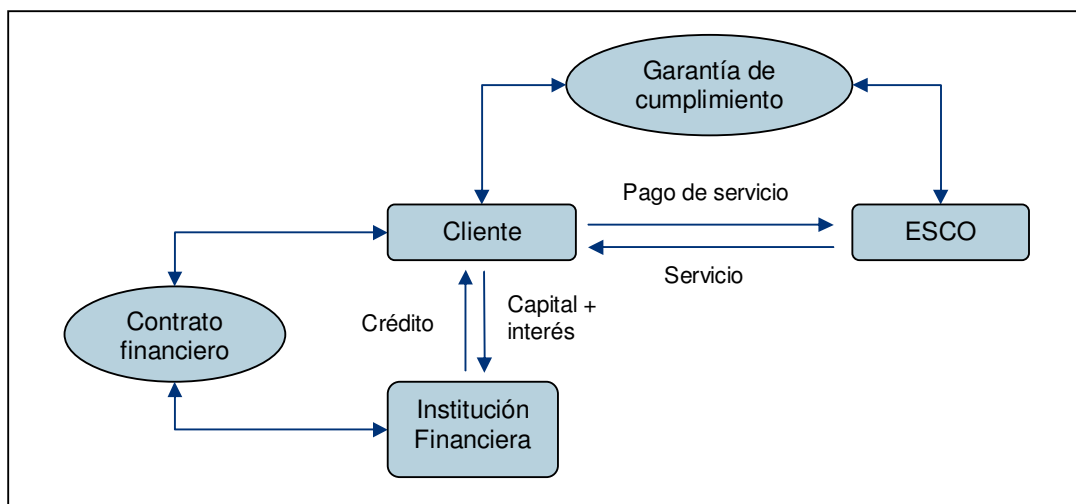 Garantía de
cumplimiento
Pago de servicio
Cliente
ESCO
Servicio
Contrato
financiero
Crédito
Capital +
interés
Institución
Financiera